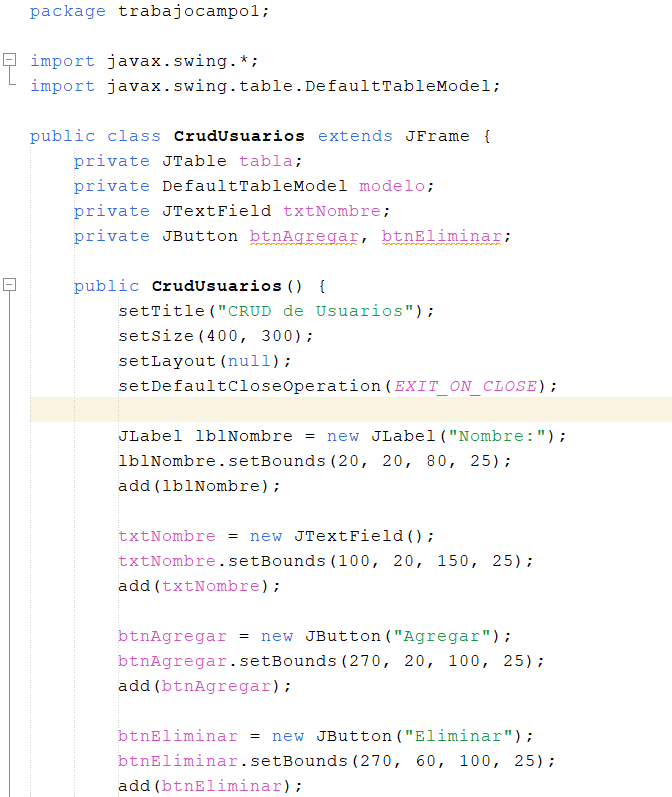 package trabajocampo1;
import javax.swing.*;
import javax.swing.table.DefaultTableModel;
public class CrudUsuarios extends JFrame {
private JTable tabla;
private DefaultTableModel modelo;
private JTextField txtNombre;
private JButton btnAgregar, btnEliminar;
public CrudUsuarios() {
setTitle("CRUD de Usuarios");
setSize(400, 300);
setLayout(null);
setDefaultCloseOperation(EXIT_ON_CLOSE);
JLabel lblNombre = new JLabel("Nombre:");
lblNombre.setBounds(20, 20, 80, 25);
add(lblNombre);
txtNombre = new JTextField();
txtNombre.setBounds(100, 20, 150, 25);
add(txtNombre);
btnAgregar = new JButton("Agregar");
btnAgregar.setBounds(270, 20, 100, 25);
add(btnAgregar);
btnEliminar = new JButton("Eliminar");
btnEliminar.setBounds(270, 60, 100, 25);
add(btnEliminar);